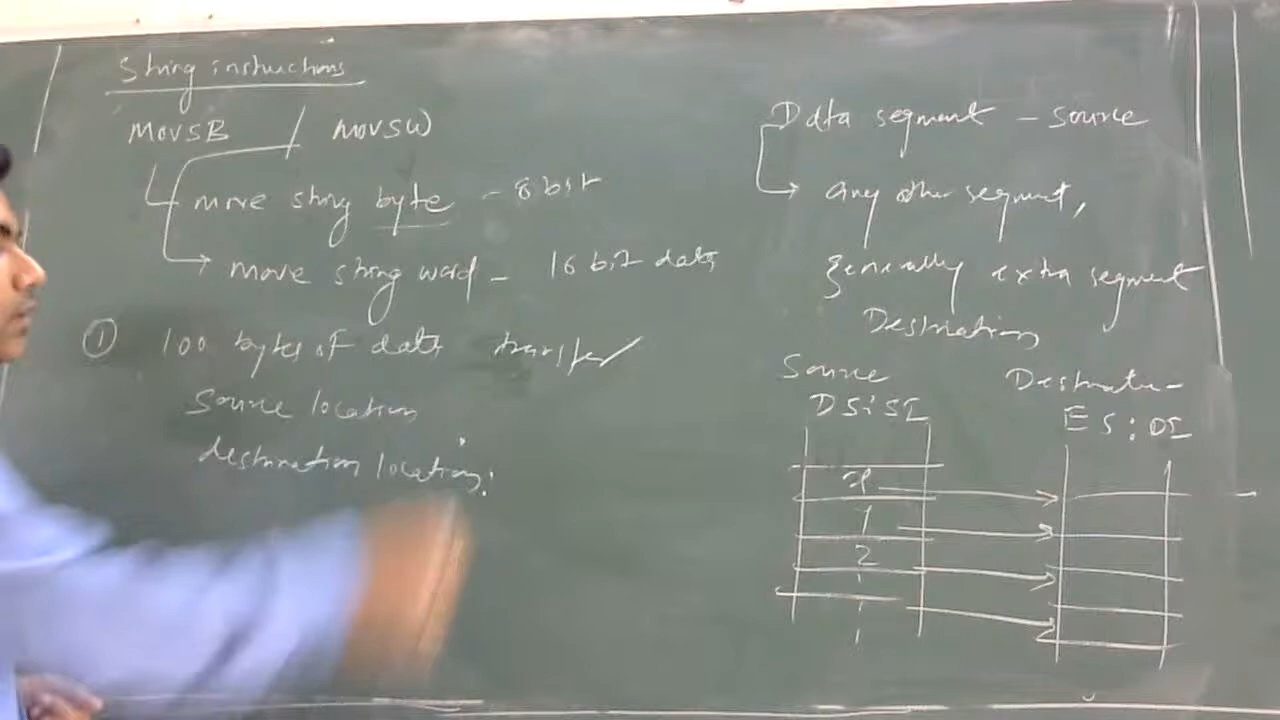 String instructions
MOVSB / MOVSW
move string byte - 8 bit
move string word - 16 bit data
① 100 bytes of data transfer
Source location
destination location:
Data segment - source
any other segment,
generally extra segment
Destination
Source
DS:SI
x
y
z
Destination
ES:DI